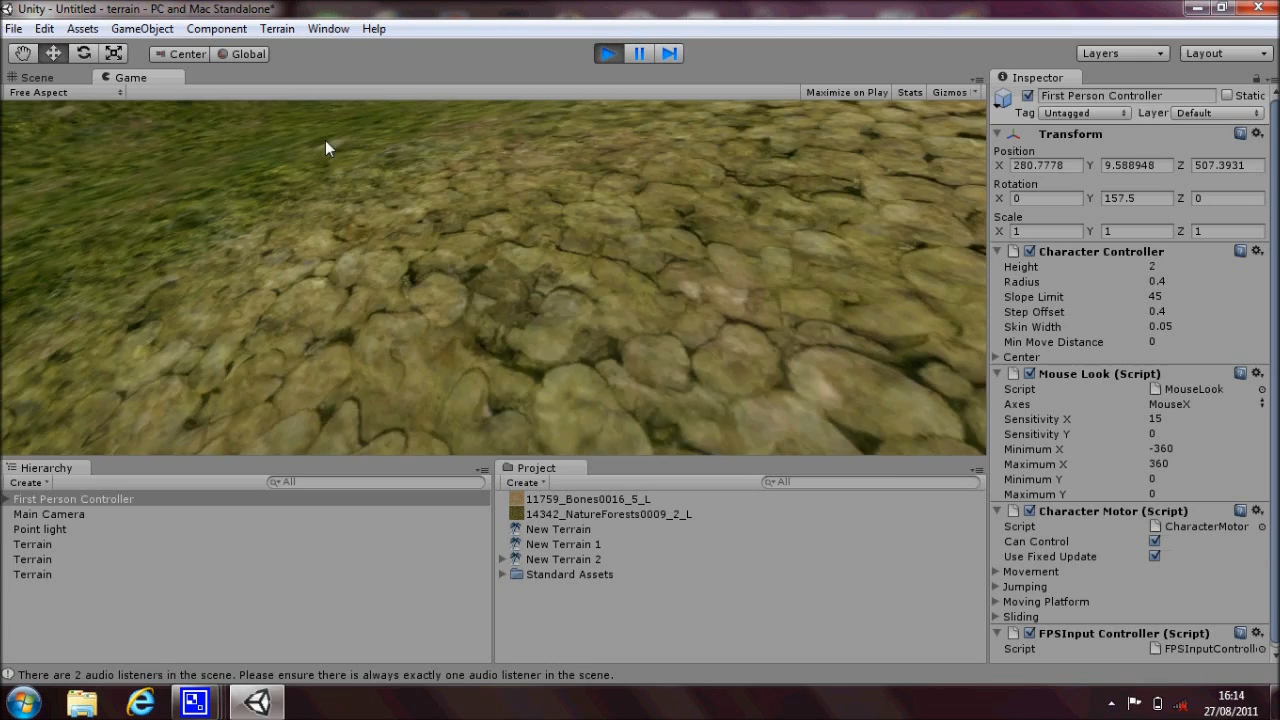 Unity - Untitled - terrain - PC and Mac Standalone*
File Edit Assets GameObject Component Terrain Window Help
Center Global Layers Layout
Scene Game
Free Aspect Maximize on Play Stats Gizmos
Inspector
First Person Controller Static
Tag Untagged Layer Default
Transform
Position
X 280.7778 Y 9.588948 Z 507.3931
Rotation
X 0 Y 157.5 Z 0
Scale
X 1 Y 1 Z 1
Character Controller
Height 2
Radius 0.4
Slope Limit 45
Step Offset 0.4
Skin Width 0.05
Min Move Distance 0
Center
Mouse Look (Script)
Script MouseLook
Axes MouseX
Sensitivity X 15
Sensitivity Y 0
Minimum X -360
Maximum X 360
Minimum Y 0
Maximum Y 0
Character Motor (Script)
Script CharacterMotor
Can Control
Use Fixed Update
Movement
Jumping
Moving Platform
Sliding
FPSInput Controller (Script)
Script FPSInputControll
Hierarchy
Create All
First Person Controller
Main Camera
Point light
Terrain
Terrain
Terrain
Project
Create All
11759_Bones0016_5_L
14342_NatureForests0009_2_L
New Terrain
New Terrain 1
New Terrain 2
Standard Assets
There are 2 audio listeners in the scene. Please ensure there is always exactly one audio listener in the scene.
16:14
27/08/2011